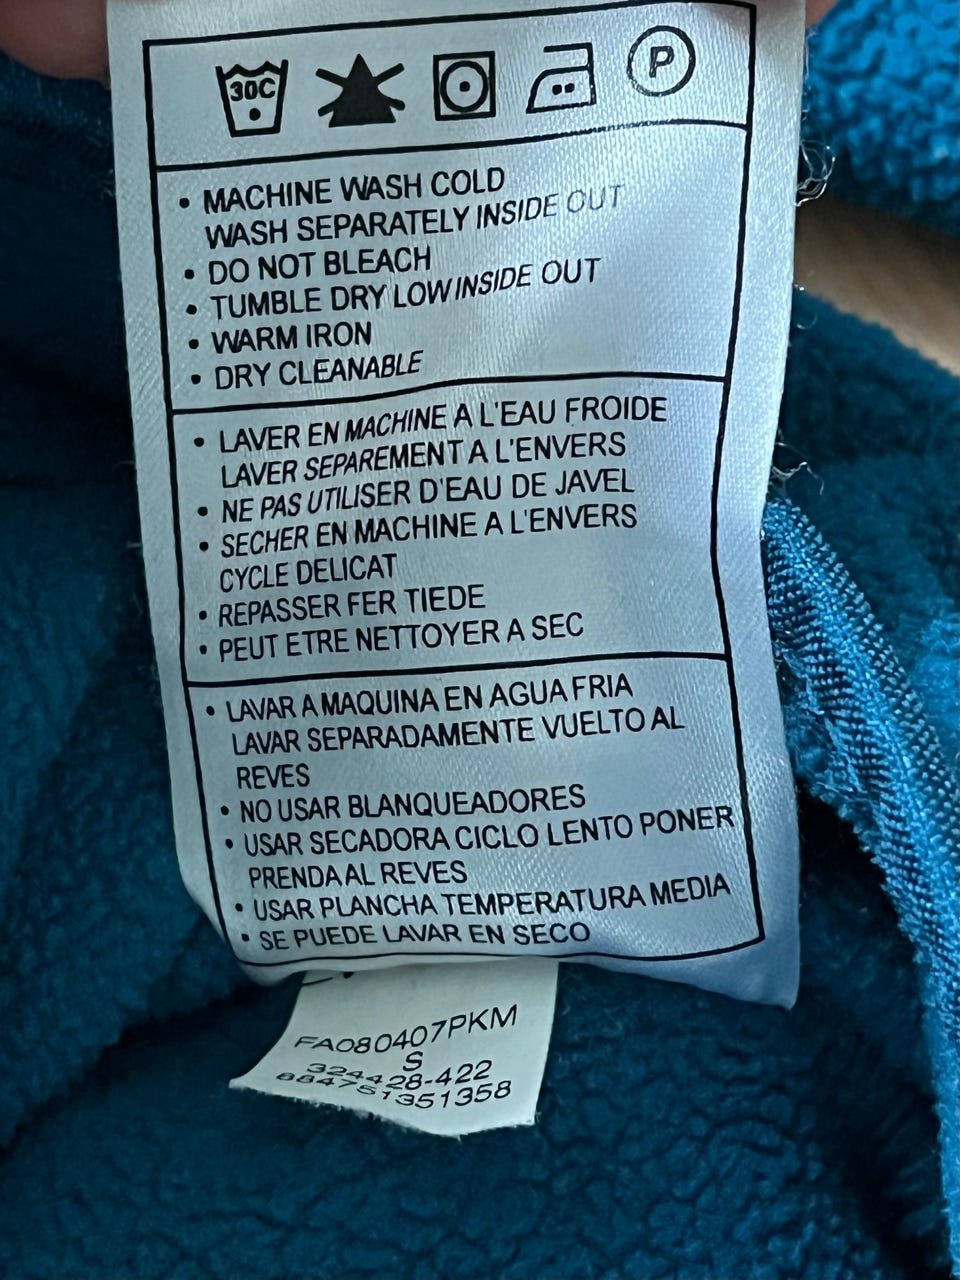 30C
P
• MACHINE WASH COLD
WASH SEPARATELY INSIDE OUT
• DO NOT BLEACH
• TUMBLE DRY LOW INSIDE OUT
• WARM IRON
• DRY CLEANABLE
• LAVER EN MACHINE A L'EAU FROIDE
LAVER SEPAREMENT A L'ENVERS
• NE PAS UTILISER D'EAU DE JAVEL
• SECHER EN MACHINE A L'ENVERS
CYCLE DELICAT
• REPASSER FER TIEDE
• PEUT ETRE NETTOYER A SEC
• LAVAR A MAQUINA EN AGUA FRIA
LAVAR SEPARADAMENTE VUELTO AL
REVES
• NO USAR BLANQUEADORES
• USAR SECADORA CICLO LENTO PONER
PRENDA AL REVES
• USAR PLANCHA TEMPERATURA MEDIA
• SE PUEDE LAVAR EN SECO
FA080407PKM
S
324428-422
884751351358